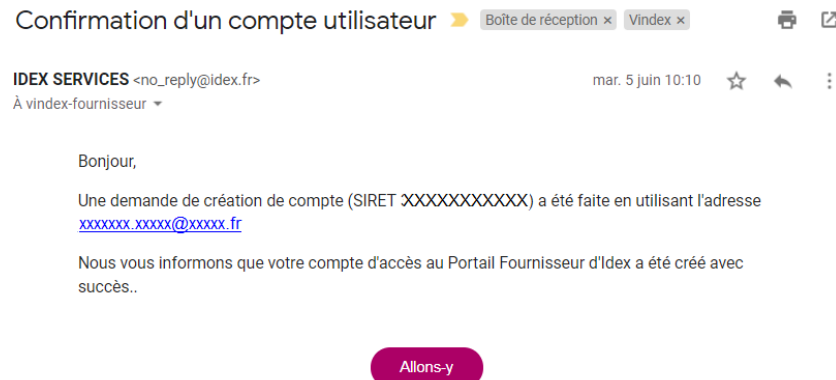 Confirmation d'un compte utilisateur Boîte de réception × Vindex ×
IDEX SERVICES <no_reply@idex.fr> mar. 5 juin 10:10
À vindex-fournisseur
Bonjour,
Une demande de création de compte (SIRET :XXXXXXXXXXX) a été faite en utilisant l'adresse
xxxxxxx.xxxxx@xxxxx.fr
Nous vous informons que votre compte d'accès au Portail Fournisseur d'Idex a été créé avec
succès..
Allons-y